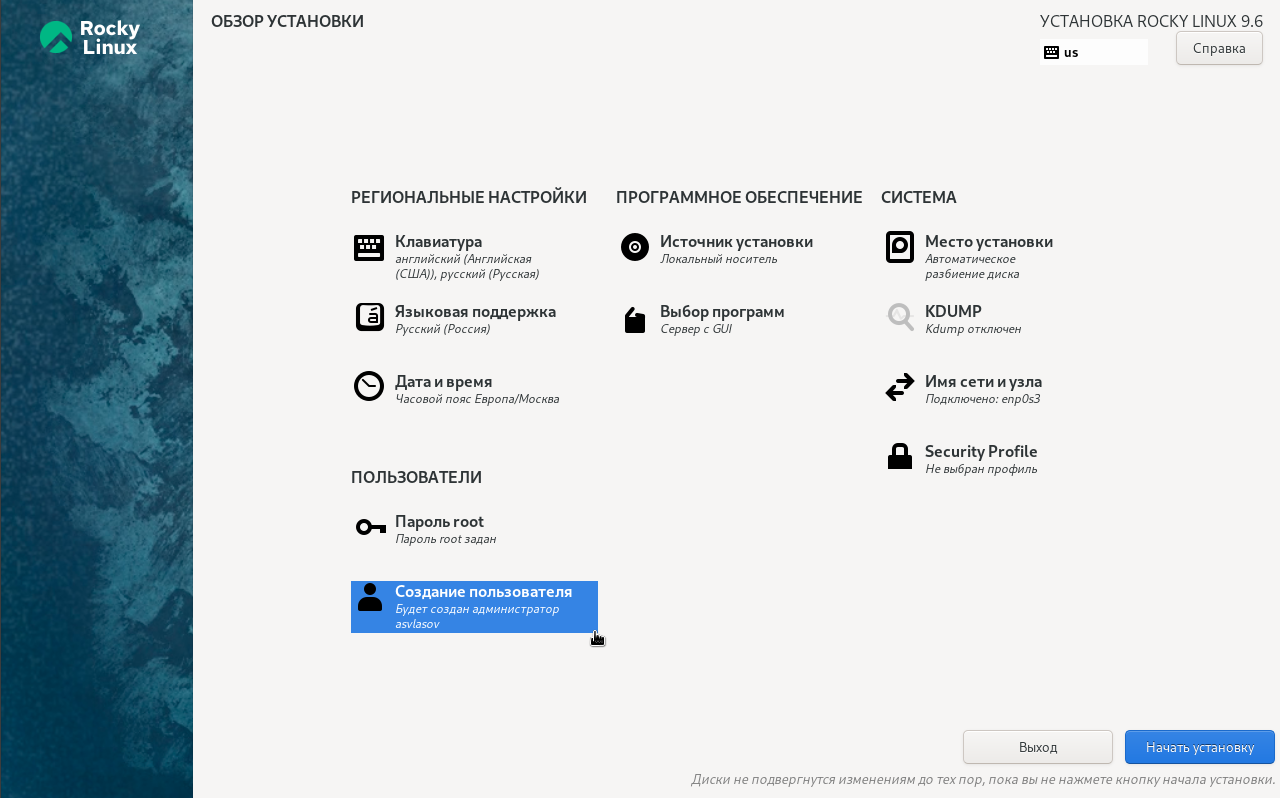 Rocky
Linux
ОБЗОР УСТАНОВКИ
УСТАНОВКА ROCKY LINUX 9.6
us
Справка
РЕГИОНАЛЬНЫЕ НАСТРОЙКИ
Клавиатура
английский (Английская
(США)), русский (Русская)
Языковая поддержка
Русский (Россия)
Дата и время
Часовой пояс Европа/Москва
ПРОГРАММНОЕ ОБЕСПЕЧЕНИЕ
Источник установки
Локальный носитель
Выбор программ
Сервер с GUI
СИСТЕМА
Место установки
Автоматическое
разбиение диска
KDUMP
Kdump отключен
Имя сети и узла
Подключено: enp0s3
Security Profile
Не выбран профиль
ПОЛЬЗОВАТЕЛИ
Пароль root
Пароль root задан
Создание пользователя
Будет создан администратор
asvlasov
Выход
Начать установку
Диски не подвергнутся изменениям до тех пор, пока вы не нажмете кнопку начала установки.